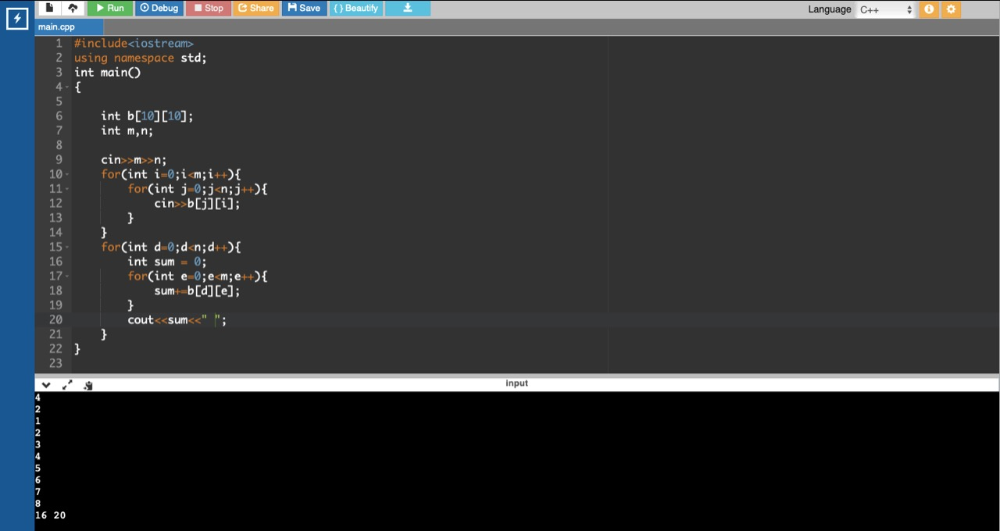 Run Debug Stop Share Save { } Beautify Language C++
main.cpp
1 #include<iostream>
2 using namespace std;
3 int main()
4 {
5
6 int b[10][10];
7 int m,n;
8
9 cin>>m>>n;
10 for(int i=0;i<m;i++){
11 for(int j=0;j<n;j++){
12 cin>>b[j][i];
13 }
14 }
15 for(int d=0;d<n;d++){
16 int sum = 0;
17 for(int e=0;e<m;e++){
18 sum+=b[d][e];
19 }
20 cout<<sum<<" ";
21 }
22 }
23
input
4
2
1
2
3
4
5
6
7
8
16 20